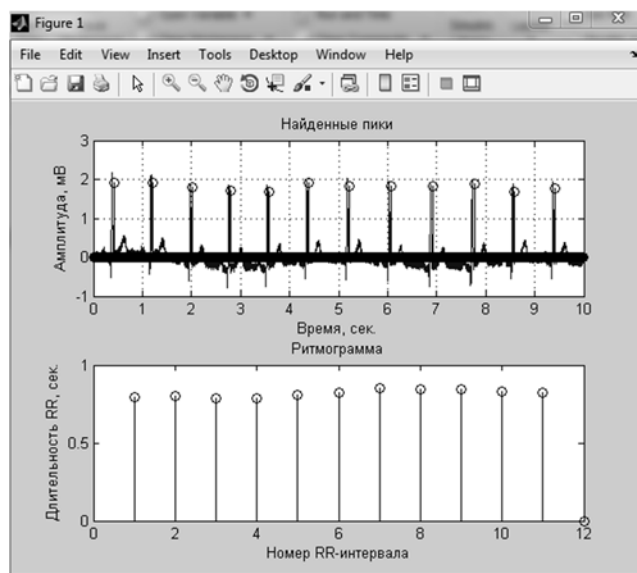 Figure 1
File Edit View Insert Tools Desktop Window Help
Найденные пики
Амплитуда, мВ
3
2
1
0
-1
0 1 2 3 4 5 6 7 8 9 10
Время, сек.
Ритмограмма
Длительность RR, сек.
1
0.5
0
0 2 4 6 8 10 12
Номер RR-интервала